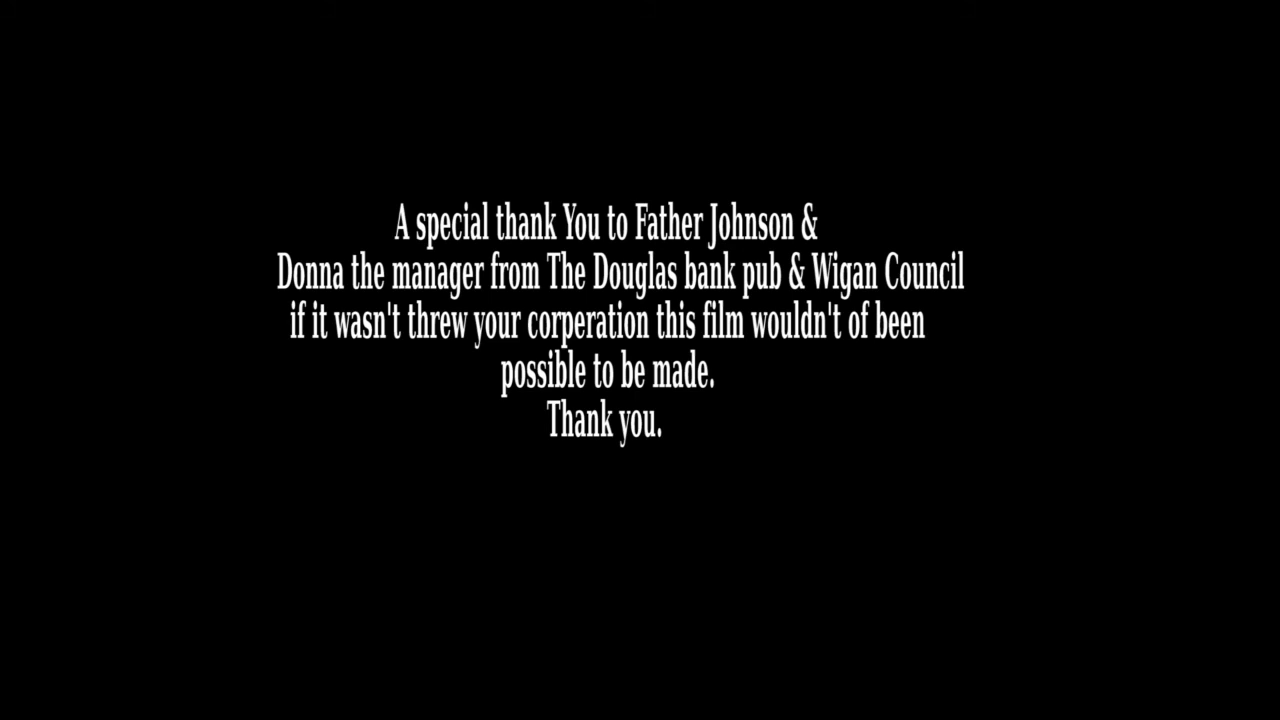 A special thank You to Father Johnson &
Donna the manager from The Douglas bank pub & Wigan Council
if it wasn't threw your corperation this film wouldn't of been
possible to be made.
Thank you.